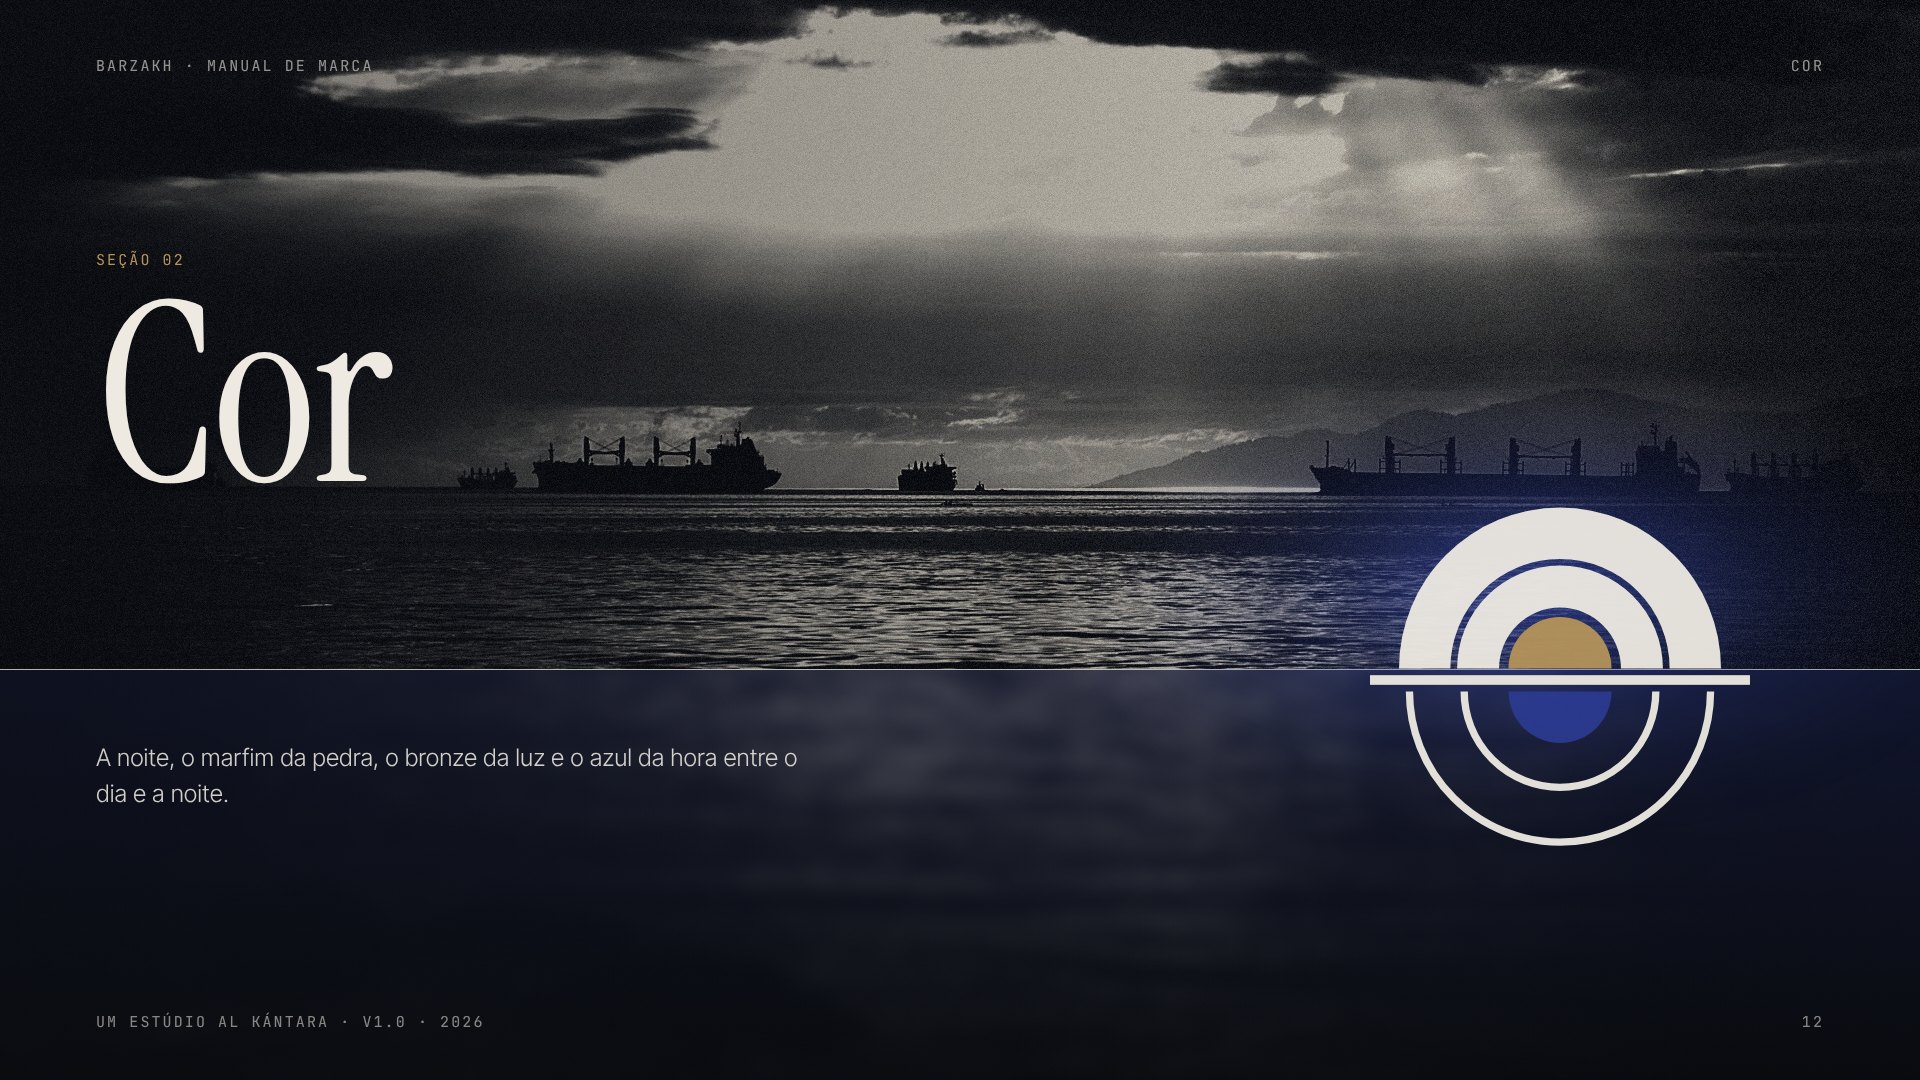 BARZAKH · MANUAL DE MARCA
COR
SEÇÃO 02
Cor
A noite, o marfim da pedra, o bronze da luz e o azul da hora entre o
dia e a noite.
UM ESTÚDIO AL KÁNTARA · V1.0 · 2026
12